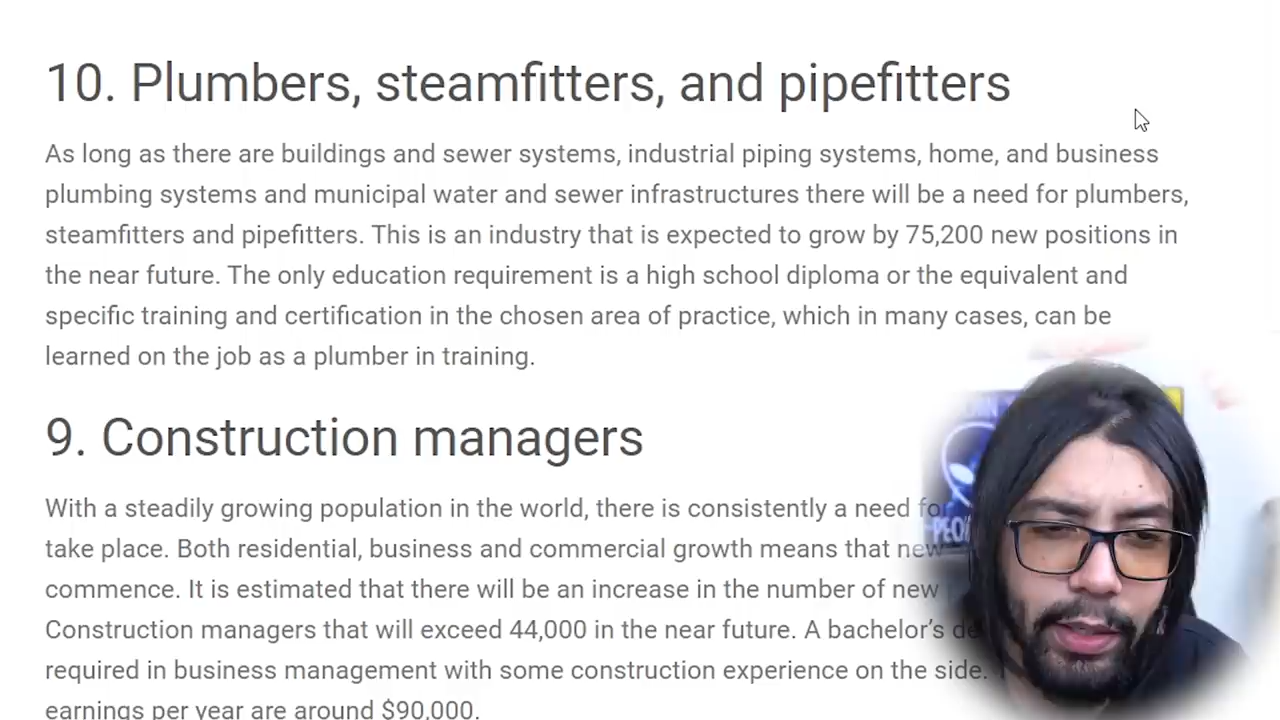 10. Plumbers, steamfitters, and pipefitters
As long as there are buildings and sewer systems, industrial piping systems, home, and business
plumbing systems and municipal water and sewer infrastructures there will be a need for plumbers,
steamfitters and pipefitters. This is an industry that is expected to grow by 75,200 new positions in
the near future. The only education requirement is a high school diploma or the equivalent and
specific training and certification in the chosen area of practice, which in many cases, can be
learned on the job as a plumber in training.
9. Construction managers
With a steadily growing population in the world, there is consistently a need for
take place. Both residential, business and commercial growth means that new
commence. It is estimated that there will be an increase in the number of new
Construction managers that will exceed 44,000 in the near future. A bachelor's
required in business management with some construction experience on the side.
earnings per year are around $90,000.